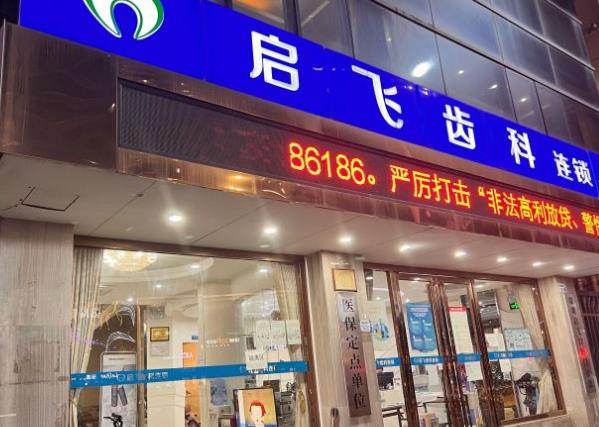 启飞齿科 连锁
86186。严厉打击“非法高利放贷、
医保定点单位